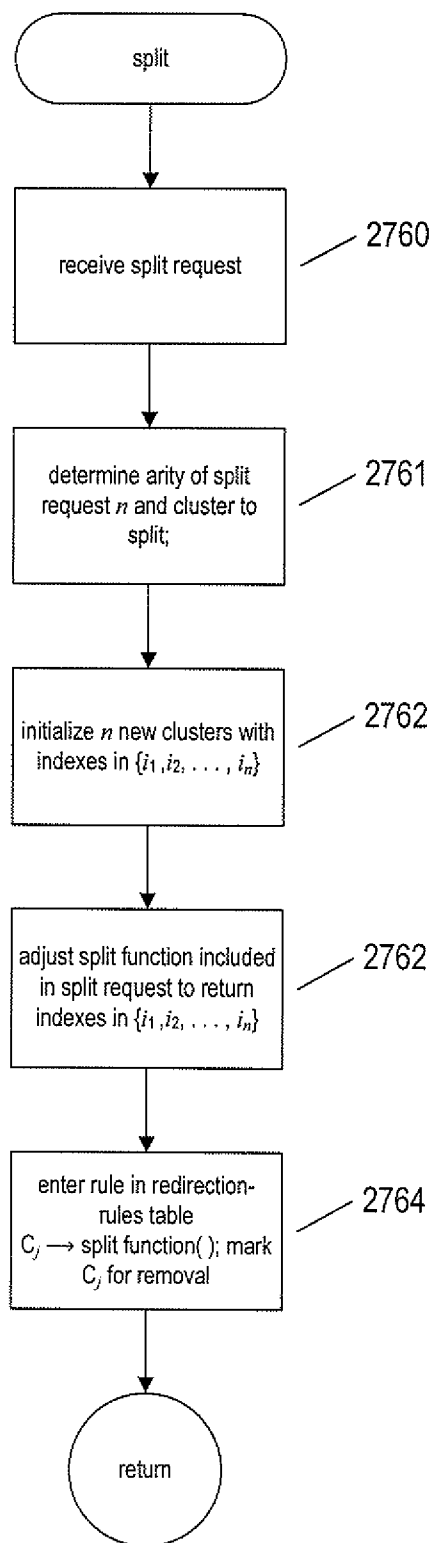 split
receive split request
2760
determine arity of split
request n and cluster to
split;
2761
initialize n new clusters with
indexes in {i1 ,i2, . . . , in}
2762
adjust split function included
in split request to return
indexes in {i1 ,i2, . . . , in}
2762
enter rule in redirection-
rules table
Cj → split function( ); mark
Cj for removal
2764
return